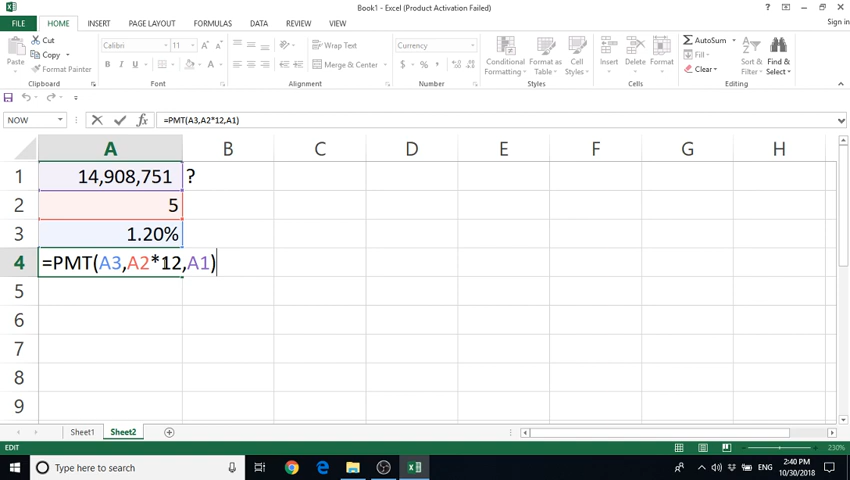 Book1 - Excel (Product Activation Failed)
Sign in
FILE HOME INSERT PAGE LAYOUT FORMULAS DATA REVIEW VIEW
Paste
Cut
Copy
Format Painter
Clipboard
Calibri 11
B I U
Font
Wrap Text
Merge & Center
Alignment
Currency
$ % ,
Number
Conditional Formatting
Format as Table
Cell Styles
Styles
Insert Delete Format
Cells
AutoSum
Fill
Clear
Sort & Filter
Find & Select
Editing
NOW
=PMT(A3,A2*12,A1)
A B C D E F G H
1 14,908,751 ?
2 5
3 1.20%
4 =PMT(A3,A2*12,A1)
5
6
7
8
9
Sheet1 Sheet2
EDIT
230%
Type here to search
ENG
2:40 PM
10/30/2018